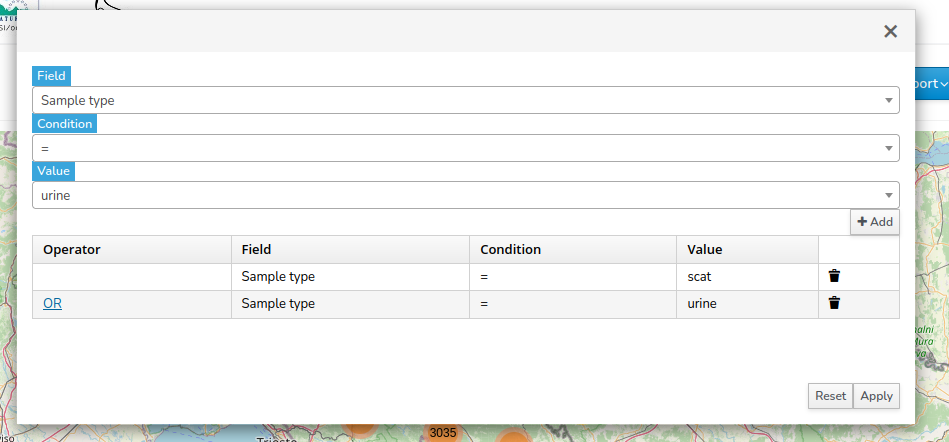 SI/o
×
Field
Sample type
Condition
=
Value
urine
+ Add
Operator Field Condition Value
Sample type = scat
OR Sample type = urine
Reset Apply
port
3035
Trieste